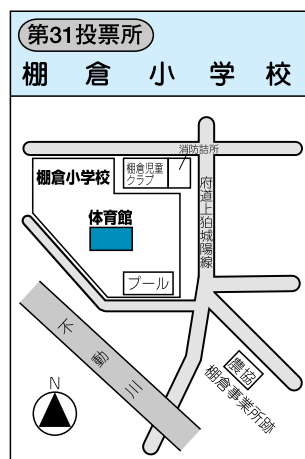 第31投票所
棚倉小学校
消防詰所
棚倉児童
クラブ
棚倉小学校
体育館
府道上狛城陽線
プール
不動川
農協
棚倉事業所跡
N